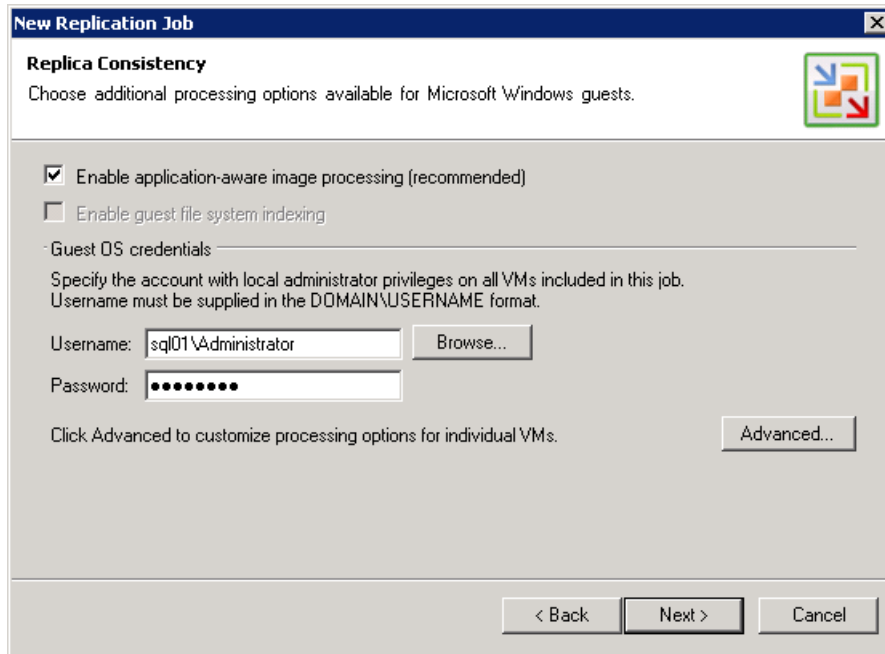 New Replication Job
Replica Consistency
Choose additional processing options available for Microsoft Windows guests.
Enable application-aware image processing (recommended)
Enable guest file system indexing
Guest OS credentials
Specify the account with local administrator privileges on all VMs included in this job.
Username must be supplied in the DOMAIN\USERNAME format.
Username: sql01\Administrator Browse...
Password: ●●●●●●●●
Click Advanced to customize processing options for individual VMs. Advanced...
< Back Next > Cancel